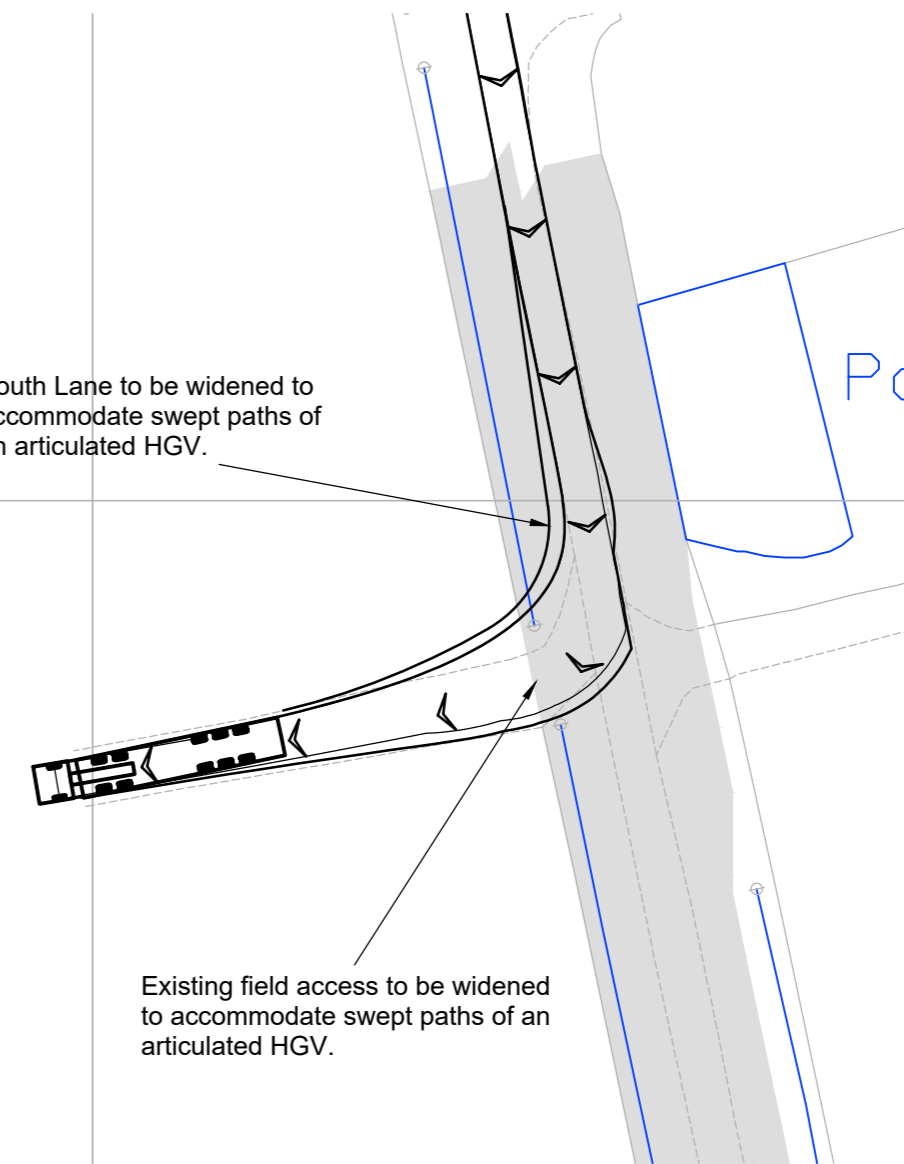 outh Lane to be widened to
ccommodate swept paths of
n articulated HGV.
Po
Existing field access to be widened
to accommodate swept paths of an
articulated HGV.